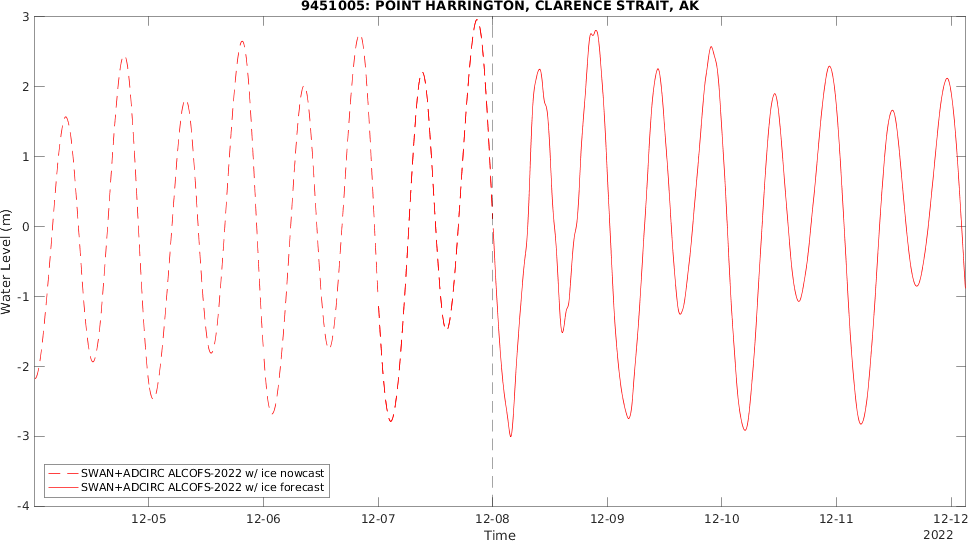 9451005: POINT HARRINGTON, CLARENCE STRAIT, AK
3
2
1
0
-1
-2
-3
-4
Water Level (m)
SWAN+ADCIRC ALCOFS-2022 w/ ice nowcast
SWAN+ADCIRC ALCOFS-2022 w/ ice forecast
12-05 12-06 12-07 12-08 12-09 12-10 12-11 12-12
Time
2022